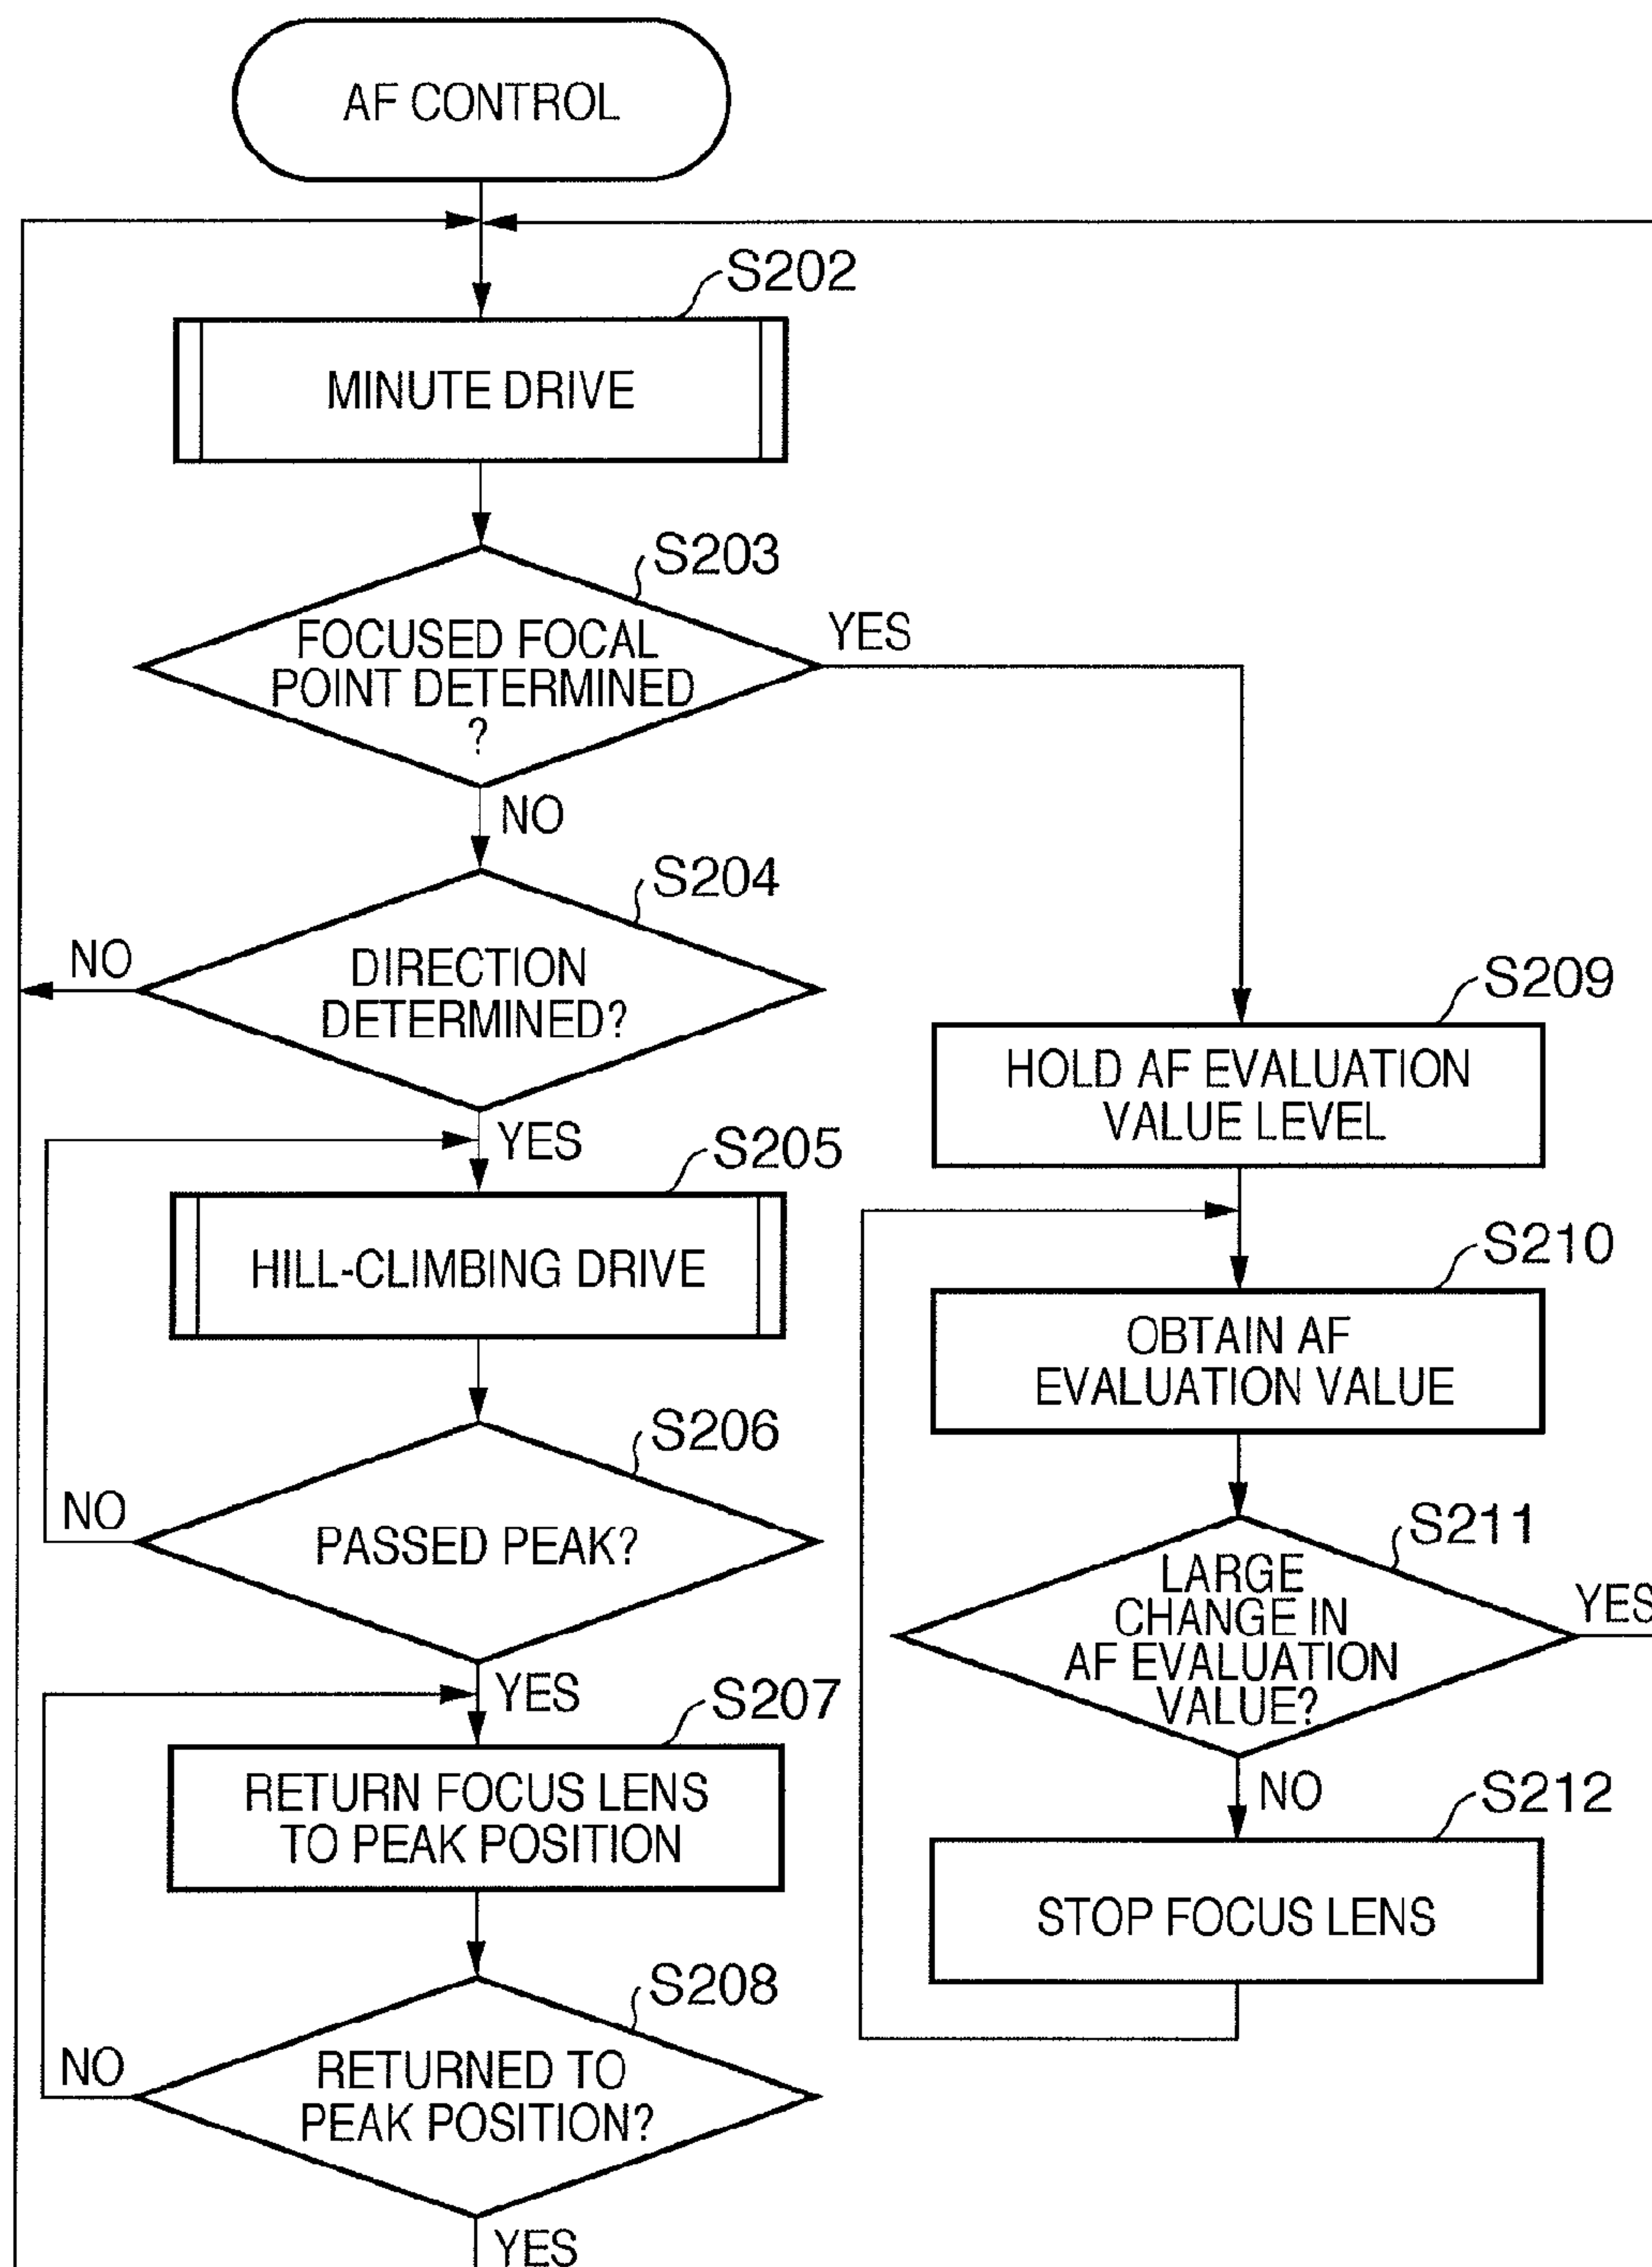 AF CONTROL
S202
MINUTE DRIVE
S203
FOCUSED FOCAL
POINT DETERMINED
?
YES
NO
S204
DIRECTION
DETERMINED?
NO
YES
S205
HILL-CLIMBING DRIVE
S206
PASSED PEAK?
NO
YES
S207
RETURN FOCUS LENS
TO PEAK POSITION
S208
RETURNED TO
PEAK POSITION?
NO
YES
S209
HOLD AF EVALUATION
VALUE LEVEL
S210
OBTAIN AF
EVALUATION VALUE
S211
LARGE
CHANGE IN
AF EVALUATION
VALUE?
YES
NO
S212
STOP FOCUS LENS